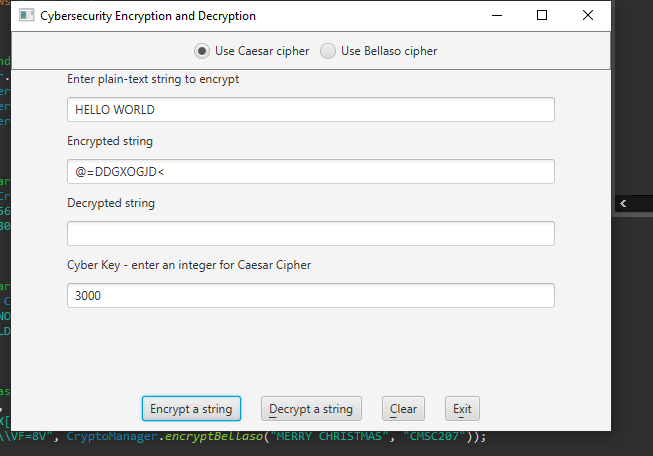 Cybersecurity Encryption and Decryption
Use Caesar cipher Use Bellaso cipher
Enter plain-text string to encrypt
HELLO WORLD
Encrypted string
@=DDGXOGJD<
Decrypted string
Cyber Key - enter an integer for Caesar Cipher
3000
Encrypt a string Decrypt a string Clear Exit
\\VF=8V", CryptoManager.encryptBellaso("MERRY CHRISTMAS", "CMSC207"));